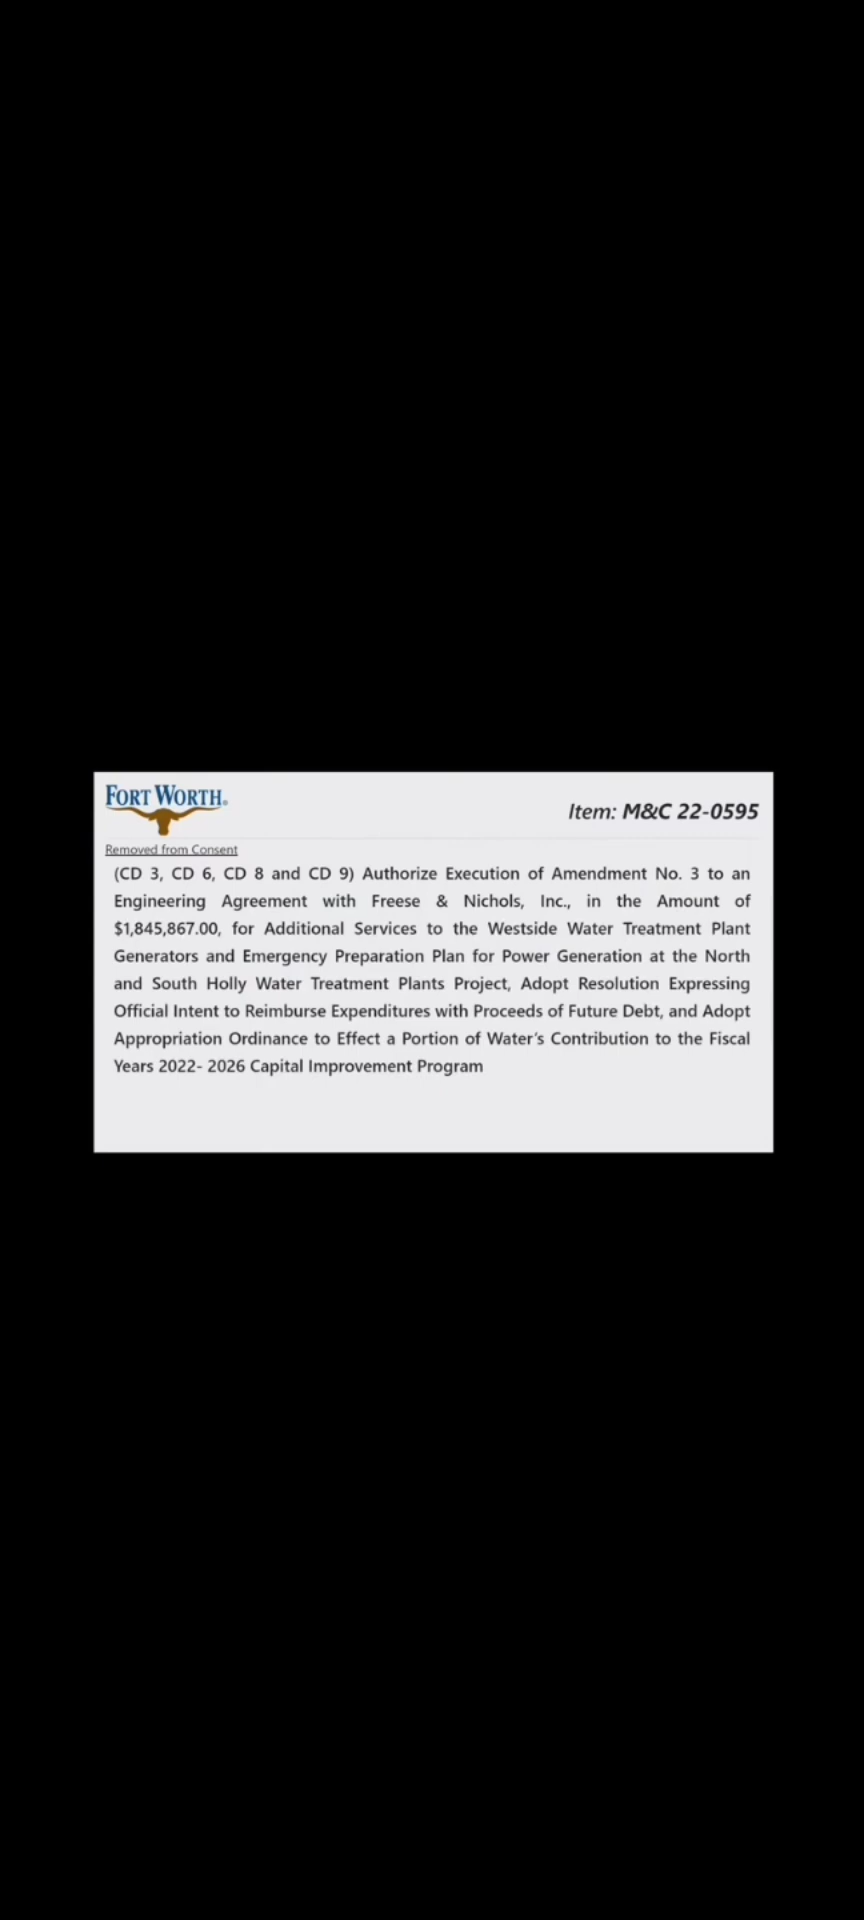 FORT WORTH®
Item: M&C 22-0595
Removed from Consent
(CD 3, CD 6, CD 8 and CD 9) Authorize Execution of Amendment No. 3 to an
Engineering Agreement with Freese & Nichols, Inc., in the Amount of
$1,845,867.00, for Additional Services to the Westside Water Treatment Plant
Generators and Emergency Preparation Plan for Power Generation at the North
and South Holly Water Treatment Plants Project, Adopt Resolution Expressing
Official Intent to Reimburse Expenditures with Proceeds of Future Debt, and Adopt
Appropriation Ordinance to Effect a Portion of Water's Contribution to the Fiscal
Years 2022- 2026 Capital Improvement Program